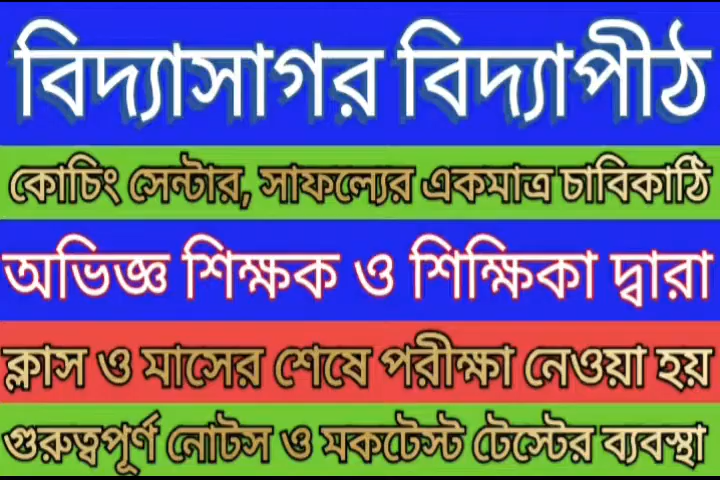 বিদ্যাসাগর বিদ্যাপীঠ
কোচিং সেন্টার, সাফল্যের একমাত্র চাবিকাঠি
অভিজ্ঞ শিক্ষক ও শিক্ষিকা দ্বারা
ক্লাস ও মাসের শেষে পরীক্ষা নেওয়া হয়
গুরুত্বপূর্ণ নোটস ও মকটেস্ট টেস্টের ব্যবস্থা